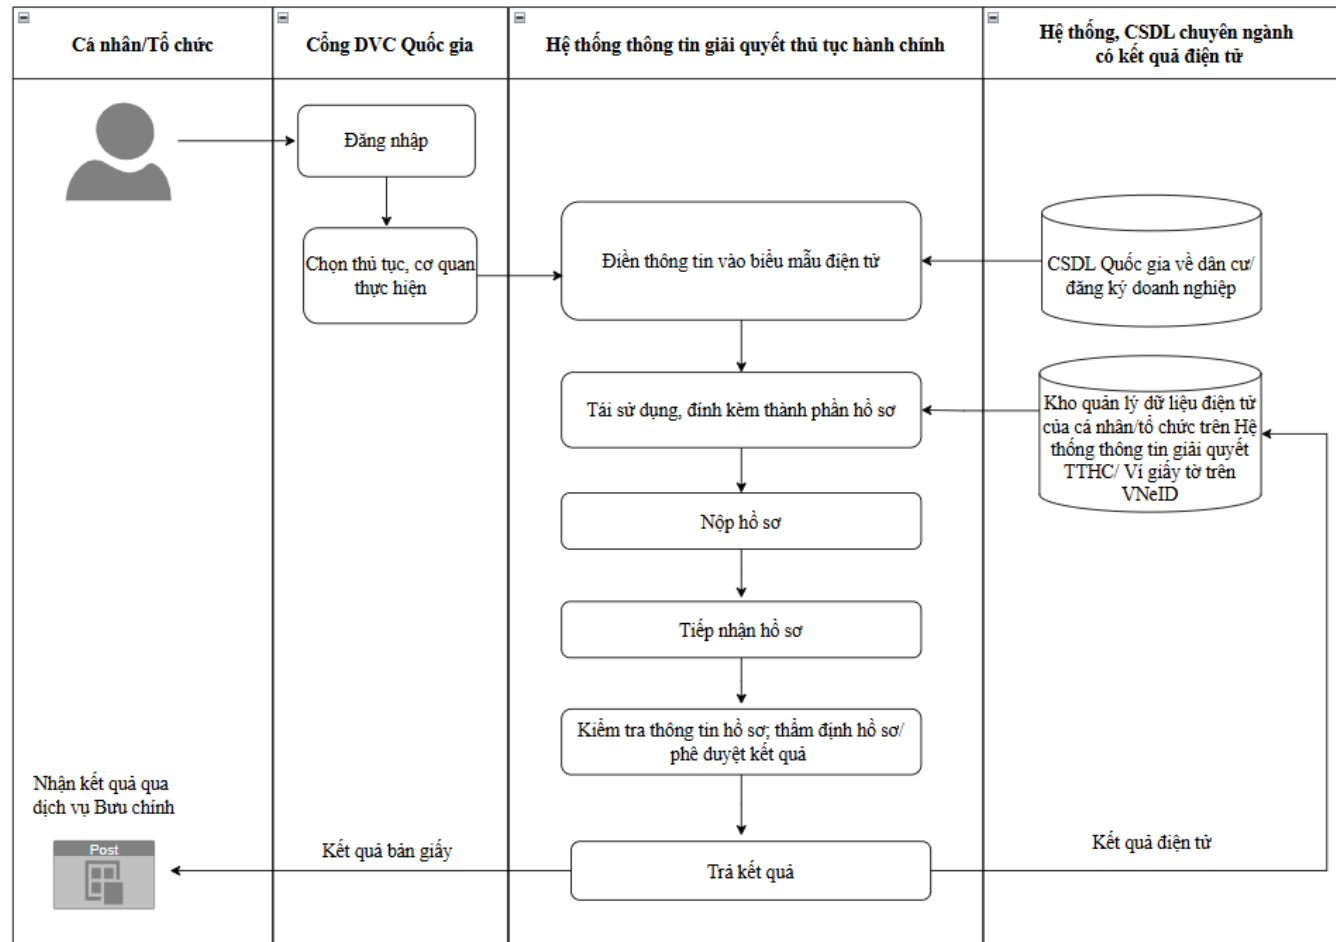 Cá nhân/Tổ chức
Cổng DVC Quốc gia
Hệ thống thông tin giải quyết thủ tục hành chính
Hệ thống, CSDL chuyên ngành
có kết quả điện tử
Đăng nhập
Chọn thủ tục, cơ quan
thực hiện
Điền thông tin vào biểu mẫu điện tử
CSDL Quốc gia về dân cư/
đăng ký doanh nghiệp
Tái sử dụng, đính kèm thành phần hồ sơ
Kho quản lý dữ liệu điện tử
của cá nhân/tổ chức trên Hệ
thống thông tin giải quyết
TTHC/ Ví giấy tờ trên
VNeID
Nộp hồ sơ
Tiếp nhận hồ sơ
Kiểm tra thông tin hồ sơ; thẩm định hồ sơ/
phê duyệt kết quả
Nhận kết quả qua
dịch vụ Bưu chính
Post
Kết quả bản giấy
Trả kết quả
Kết quả điện tử